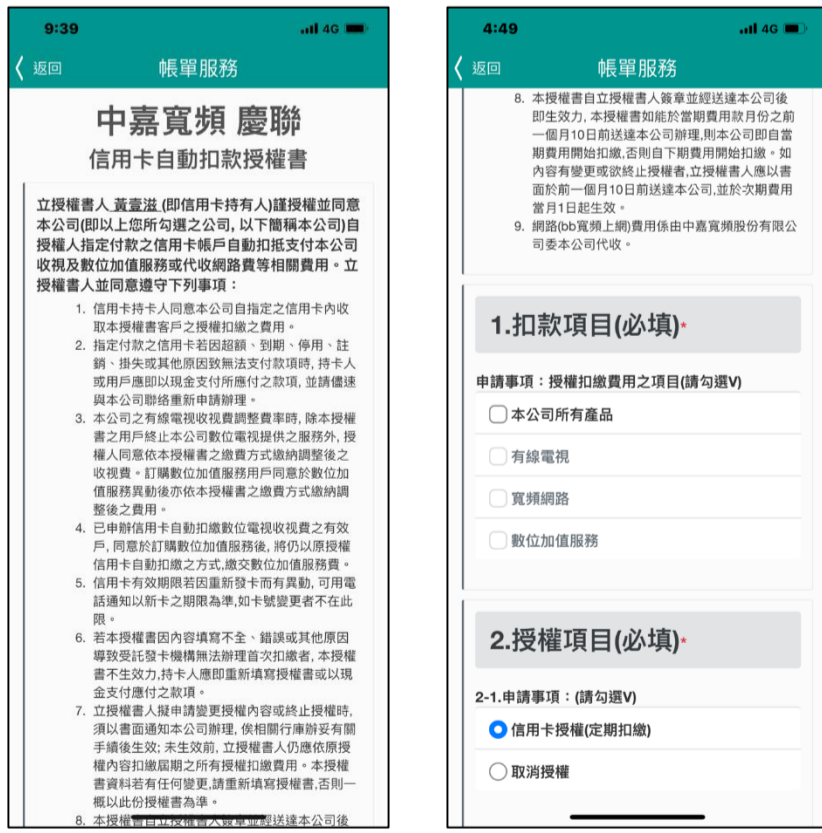 9:39
4G
返回
帳單服務
中嘉寬頻 慶聯
信用卡自動扣款授權書
立授權書人 黃壹滋 (即信用卡持有人)謹授權並同意
本公司(即以上您所勾選之公司, 以下簡稱本公司)自
授權人指定付款之信用卡帳戶自動扣抵支付本公司
收視及數位加值服務或代收網路費等相關費用。立
授權書人並同意遵守下列事項：
1. 信用卡持卡人同意本公司自指定之信用卡內收
取本授權書客戶之授權扣繳之費用。
2. 指定付款之信用卡若因超額、到期、停用、註
銷、掛失或其他原因致無法支付款項時, 持卡人
或用戶應即以現金支付所應付之款項, 並請儘速
與本公司聯絡重新申請辦理。
3. 本公司之有線電視收視費調整費率時, 除本授權
書之用戶終止本公司數位電視提供之服務外, 授
權人同意依本授權書之繳費方式繳納調整後之
收視費。訂購數位加值服務用戶同意於數位加
值服務異動後亦依本授權書之繳費方式繳納調
整後之費用。
4. 已申辦信用卡自動扣繳數位電視收視費之有效
戶, 同意於訂購數位加值服務後, 將仍以原授權
信用卡自動扣繳之方式,繳交數位加值服務費。
5. 信用卡有效期限若因重新發卡而有異動, 可用電
話通知以新卡之期限為準,如卡號變更者不在此
限。
6. 若本授權書因內容填寫不全、錯誤或其他原因
導致受託發卡機構無法辦理首次扣繳者, 本授權
書不生效力,持卡人應即重新填寫授權書或以現
金支付應付之款項。
7. 立授權書人擬申請變更授權內容或終止授權時,
須以書面通知本公司辦理, 俟相關行庫辦妥有關
手續後生效; 未生效前, 立授權書人仍應依原授
權內容扣繳屆期之所有授權扣繳費用。本授權
書資料若有任何變更,請重新填寫授權書,否則一
概以此份授權書為準。
8. 本授權書自立授權書人簽章並經送達本公司後
4:49
4G
返回
帳單服務
8. 本授權書自立授權書人簽章並經送達本公司後
即生效力, 本授權書如能於當期費用款月份之前
一個月10日前送達本公司辦理,則本公司即自當
期費用開始扣繳,否則自下期費用開始扣繳。如
內容有變更或欲終止授權者,立授權書人應以書
面於前一個月10日前送達本公司,並於次期費用
當月1日起生效。
9. 網路(bb寬頻上網)費用係由中嘉寬頻股份有限公
司委本公司代收。
1.扣款項目(必填)*
申請事項：授權扣繳費用之項目(請勾選V)
本公司所有產品
有線電視
寬頻網路
數位加值服務
2.授權項目(必填)*
2-1.申請事項：(請勾選V)
信用卡授權(定期扣繳)
取消授權